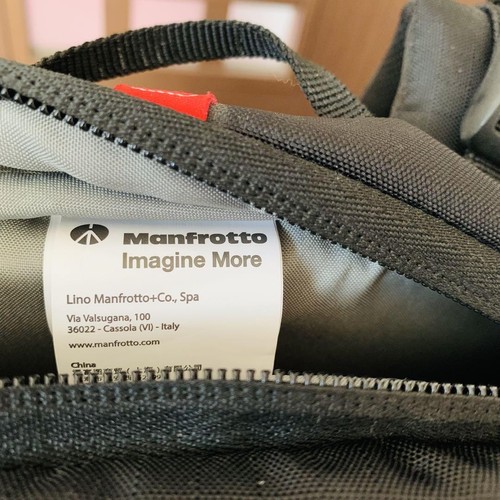 Manfrotto
Imagine More
Lino Manfrotto+Co., Spa
Via Valsugana, 100
36022 - Cassola (VI) - Italy
www.manfrotto.com
China